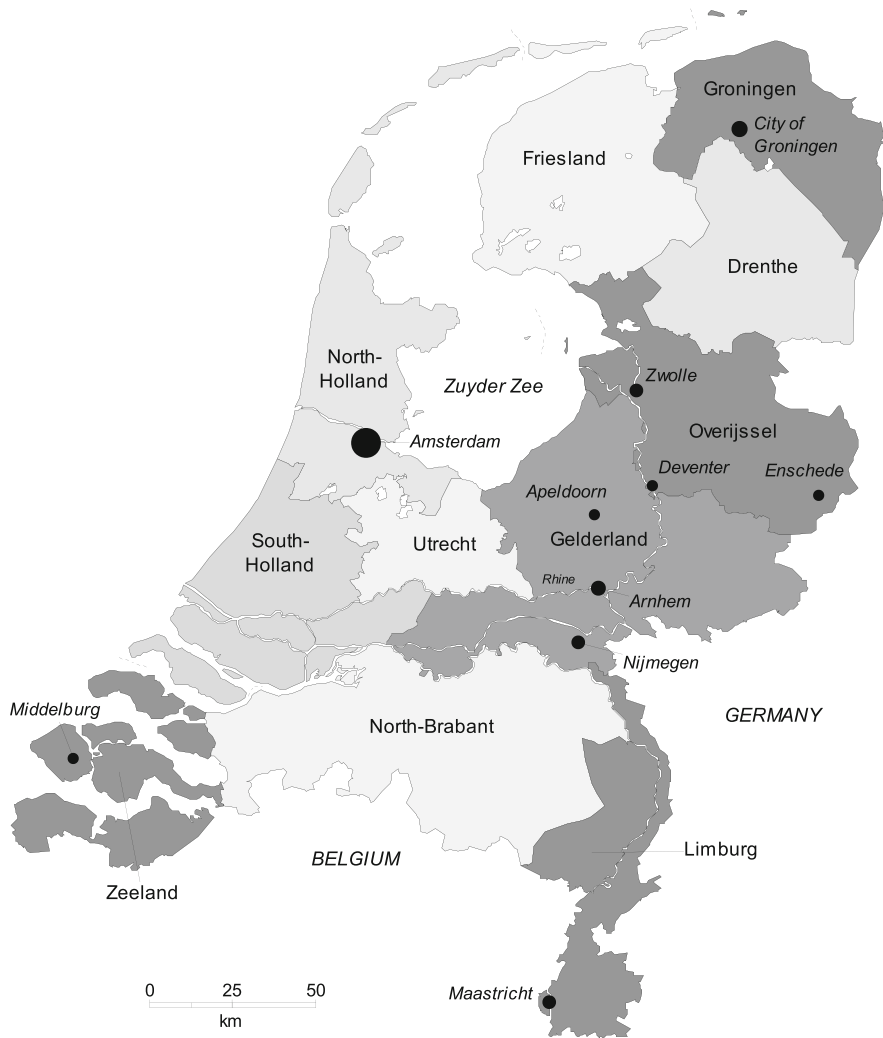 Groningen
City of
Groningen
Friesland
Drenthe
North-
Holland
Zuyder Zee
Zwolle
Overijssel
Amsterdam
Deventer
Enschede
Apeldoorn
South-
Holland
Utrecht
Gelderland
Rhine
Arnhem
Nijmegen
Middelburg
North-Brabant
GERMANY
BELGIUM
Limburg
Zeeland
Maastricht
0 25 50
km